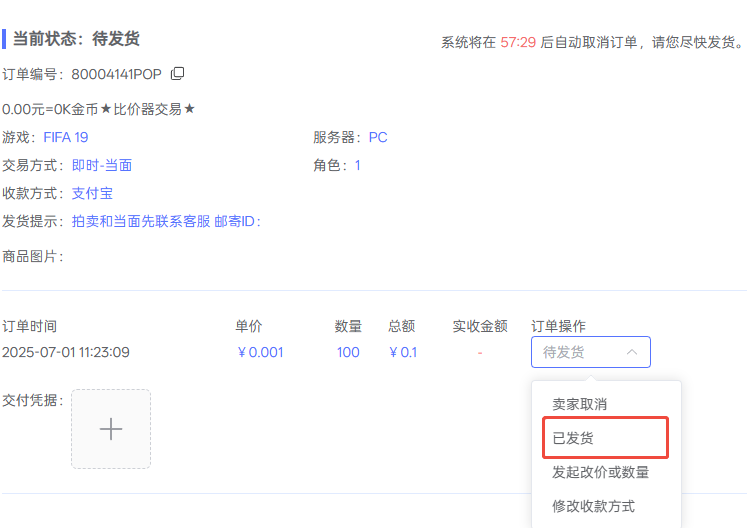 当前状态：待发货
系统将在 57:29 后自动取消订单，请您尽快发货。
订单编号：80004141POP
0.00元=0K金币★比价器交易★
游戏：FIFA 19
服务器：PC
交易方式：即时-当面
角色：1
收款方式：支付宝
发货提示：拍卖和当面先联系客服 邮寄ID：
商品图片：
订单时间 单价 数量 总额 实收金额 订单操作
2025-07-01 11:23:09 ￥0.001 100 ￥0.1 - 待发货
交付凭据：
卖家取消
已发货
发起改价或数量
修改收款方式